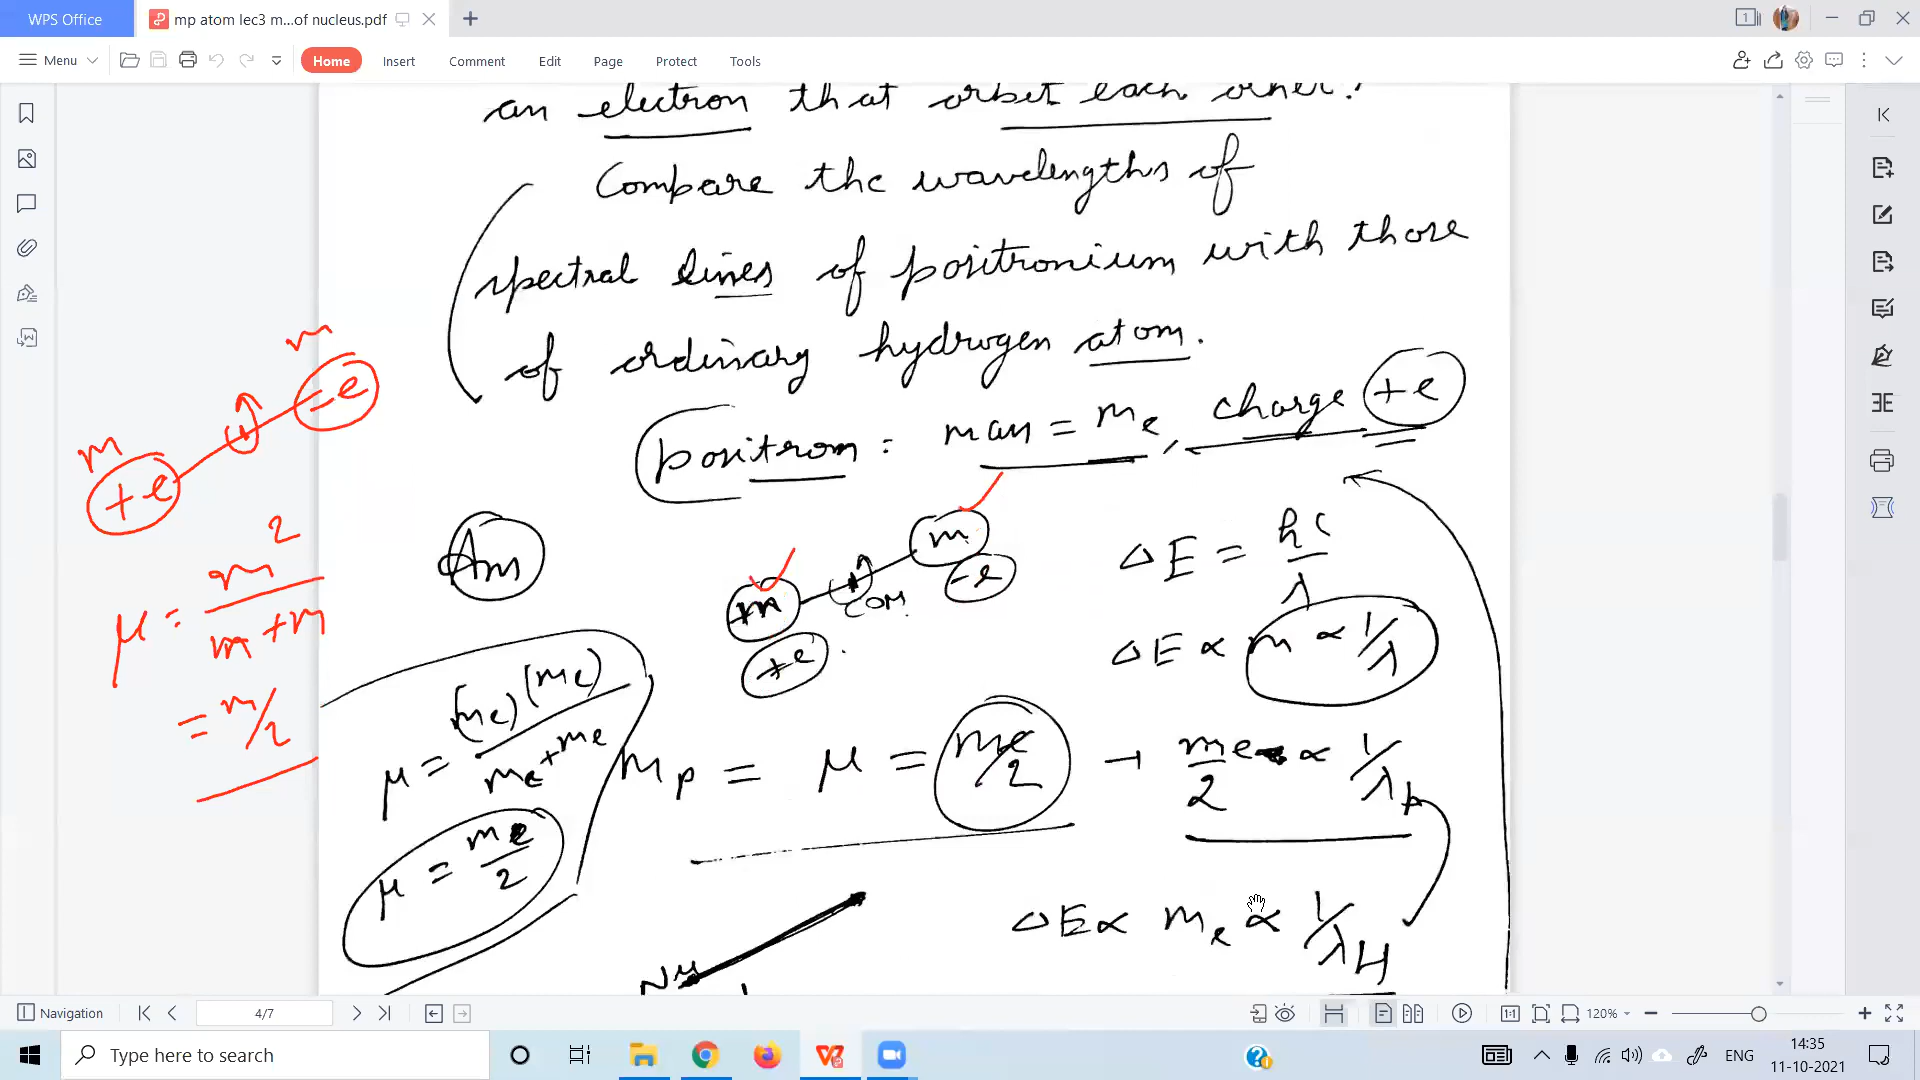 WPS Office
mp atom lec3 m...of nucleus.pdf
Menu
Home Insert Comment Edit Page Protect Tools
an electron that orbit each other!
Compare the wavelengths of
spectral lines of positronium with those
of ordinary hydrogen atom.
positron : mass = me, charge +e
m
-e
m
+e
μ = m²/m+m
= m/2
Ans
m
-e
COM
m
+e
ΔE = hc/λ
ΔE ∝ m ∝ 1/λ
μ = (me)(me)/me+me
mp = μ = me/2 → me/2 ∝ 1/λp
μ = me/2
ΔE ∝ me ∝ 1/λH
Navigation
4/7
1:1
120%
Type here to search
ENG
14:35
11-10-2021